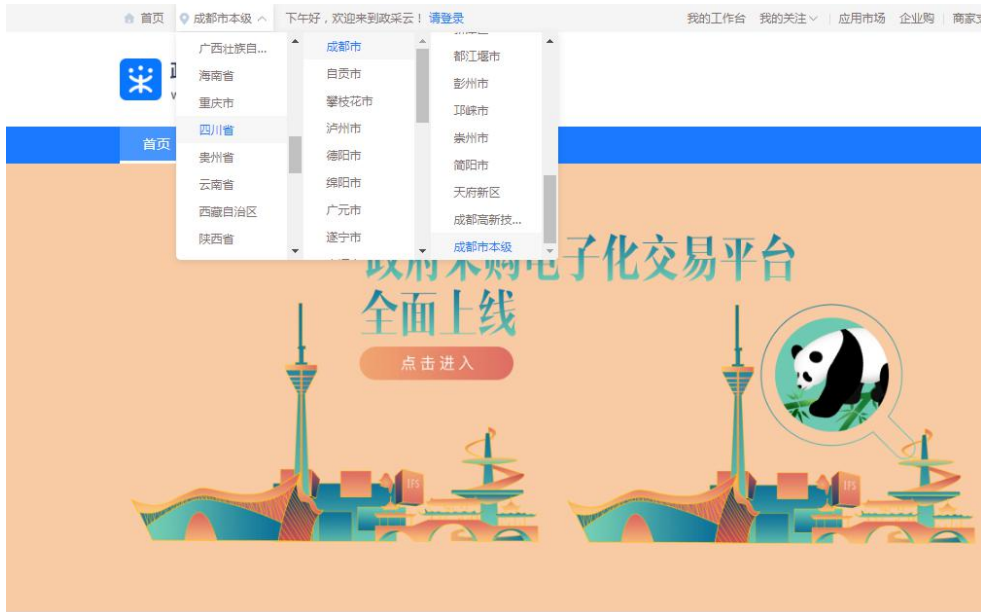 首页 成都市本级 下午好，欢迎来到政采云！请登录 我的工作台 我的关注 应用市场 企业购
广西壮族自...
海南省
重庆市
四川省
贵州省
云南省
西藏自治区
陕西省
成都市
自贡市
攀枝花市
泸州市
德阳市
绵阳市
广元市
遂宁市
都江堰市
彭州市
邛崃市
崇州市
简阳市
天府新区
成都高新技...
成都市本级
采
首页
政府采购电子化交易平台
全面上线
点击进入
IFS
IFS